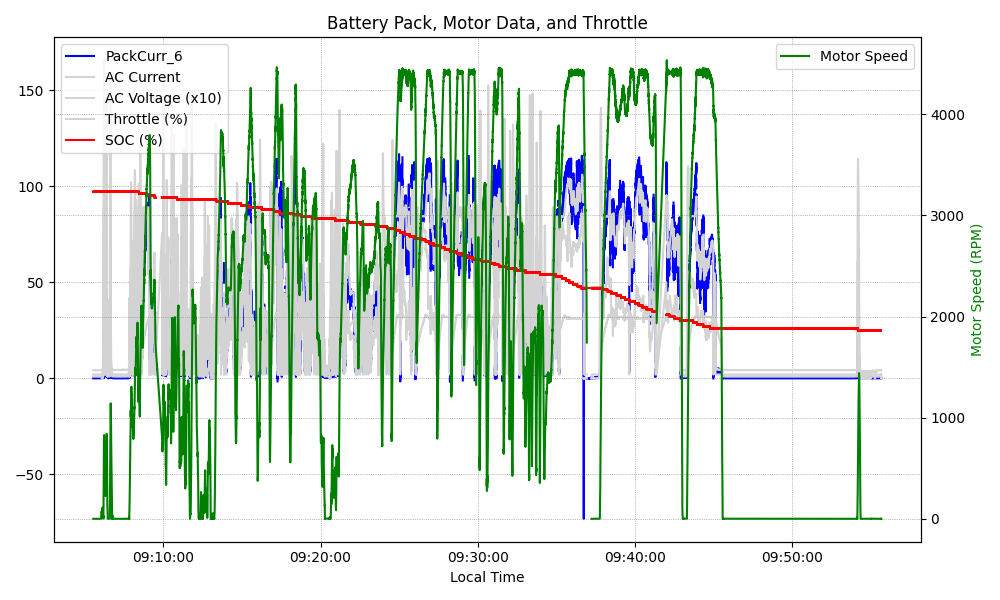 Battery Pack, Motor Data, and Throttle
PackCurr_6
AC Current
AC Voltage (x10)
Throttle (%)
SOC (%)
Motor Speed
150
100
50
0
−50
4000
3000
2000
1000
0
Motor Speed (RPM)
09:10:00
09:20:00
09:30:00
09:40:00
09:50:00
Local Time